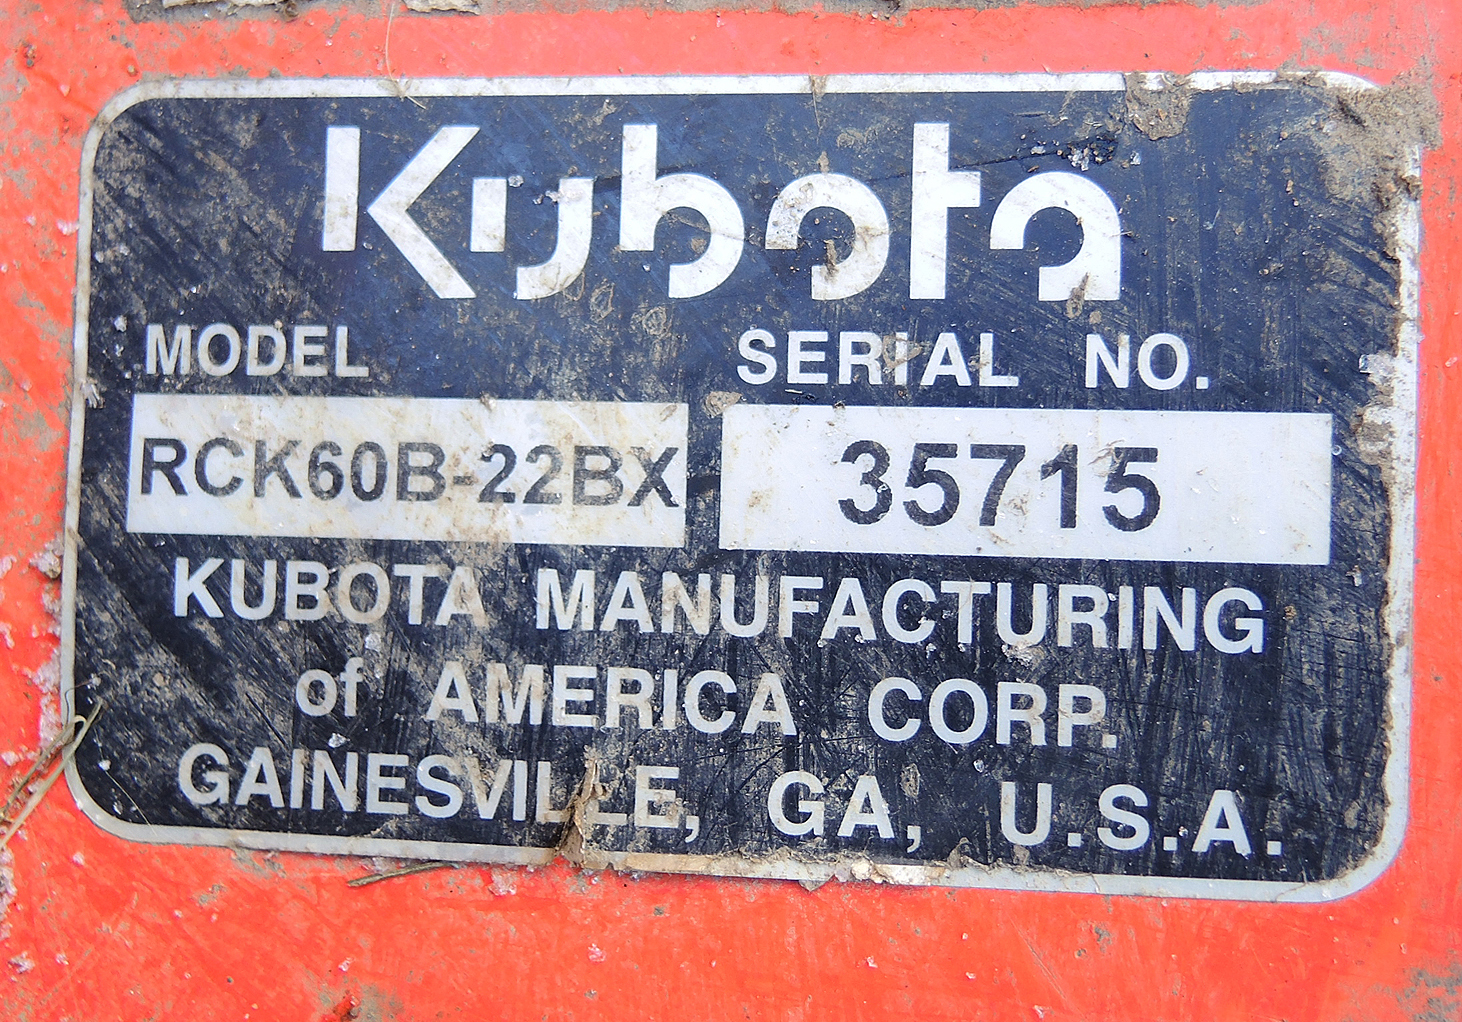 Kubota
MODEL SERIAL NO.
RCK60B-22BX 35715
KUBOTA MANUFACTURING
of AMERICA CORP.
GAINESVILLE, GA, U.S.A.